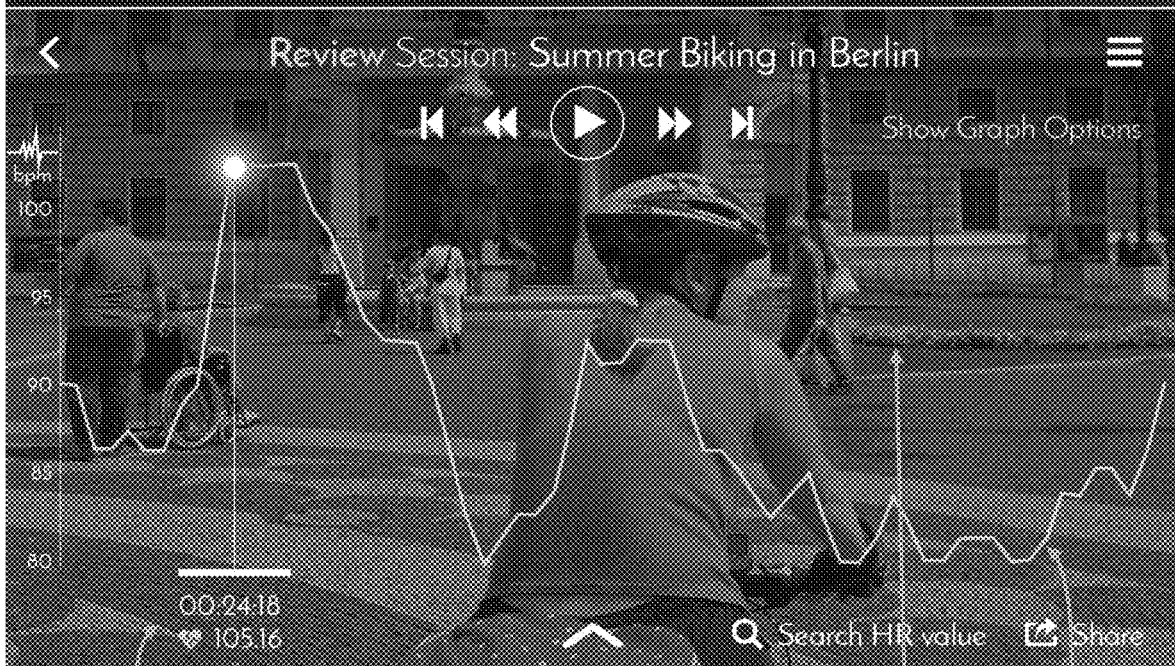 Review Session: Summer Biking in Berlin
Show Graph Options
bpm
100
95
90
85
80
00:24:18
105.16
Search HR value
Share